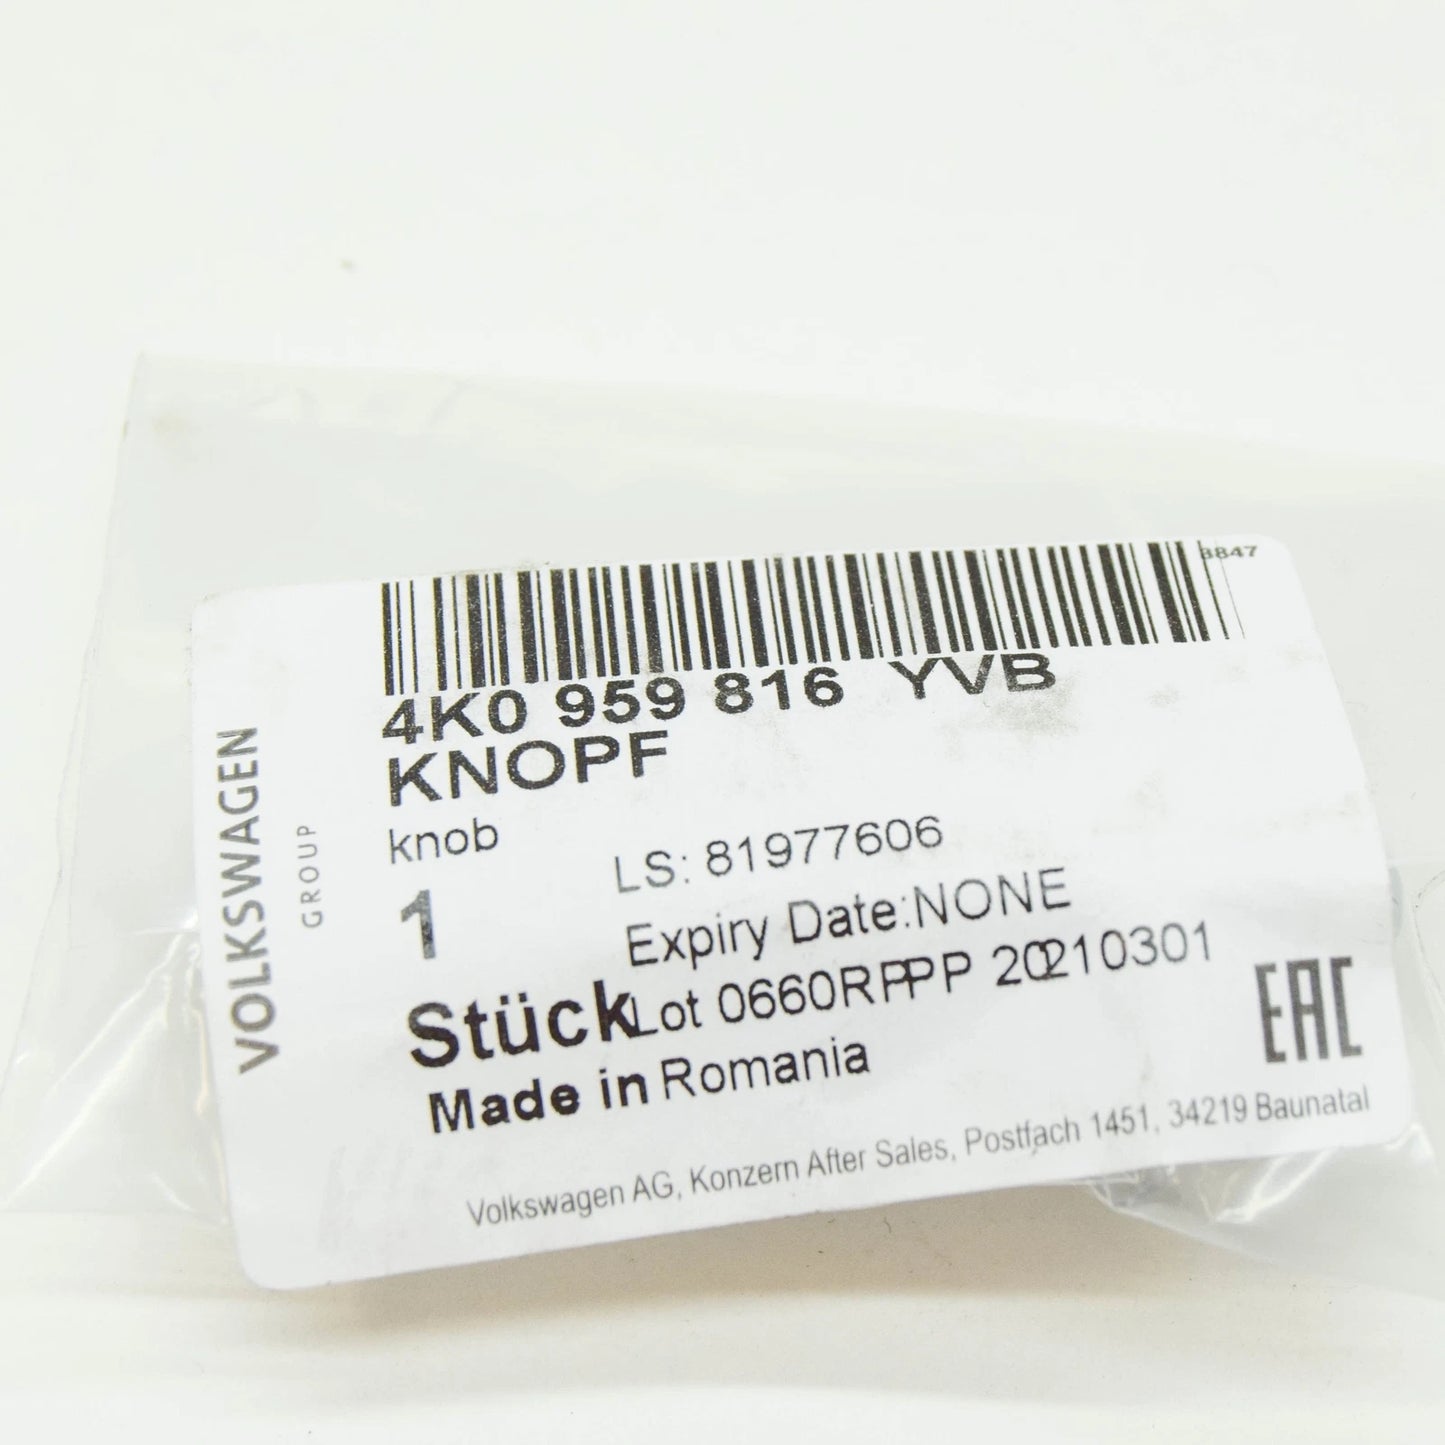 3847
4K0 959 816 YVB
KNOPF
knob
1
Stück
LS: 81977606
Expiry Date:NONE
Lot 0660RPPP 20210301
Made in Romania
EAC
Volkswagen AG, Konzern After Sales, Postfach 1451, 34219 Baunatal
VOLKSWAGEN
GROUP